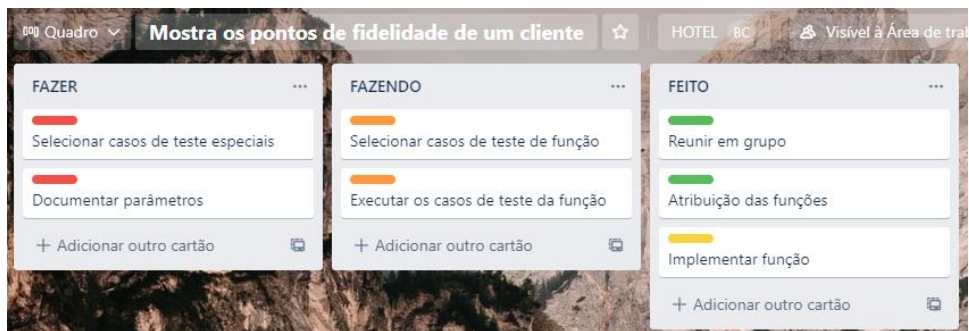 Quadro
Mostra os pontos de fidelidade de um cliente
HOTEL BC
Visível à Área de trab
FAZER
Selecionar casos de teste especiais
Documentar parâmetros
+ Adicionar outro cartão
FAZENDO
Selecionar casos de teste de função
Executar os casos de teste da função
+ Adicionar outro cartão
FEITO
Reunir em grupo
Atribuição das funções
Implementar função
+ Adicionar outro cartão